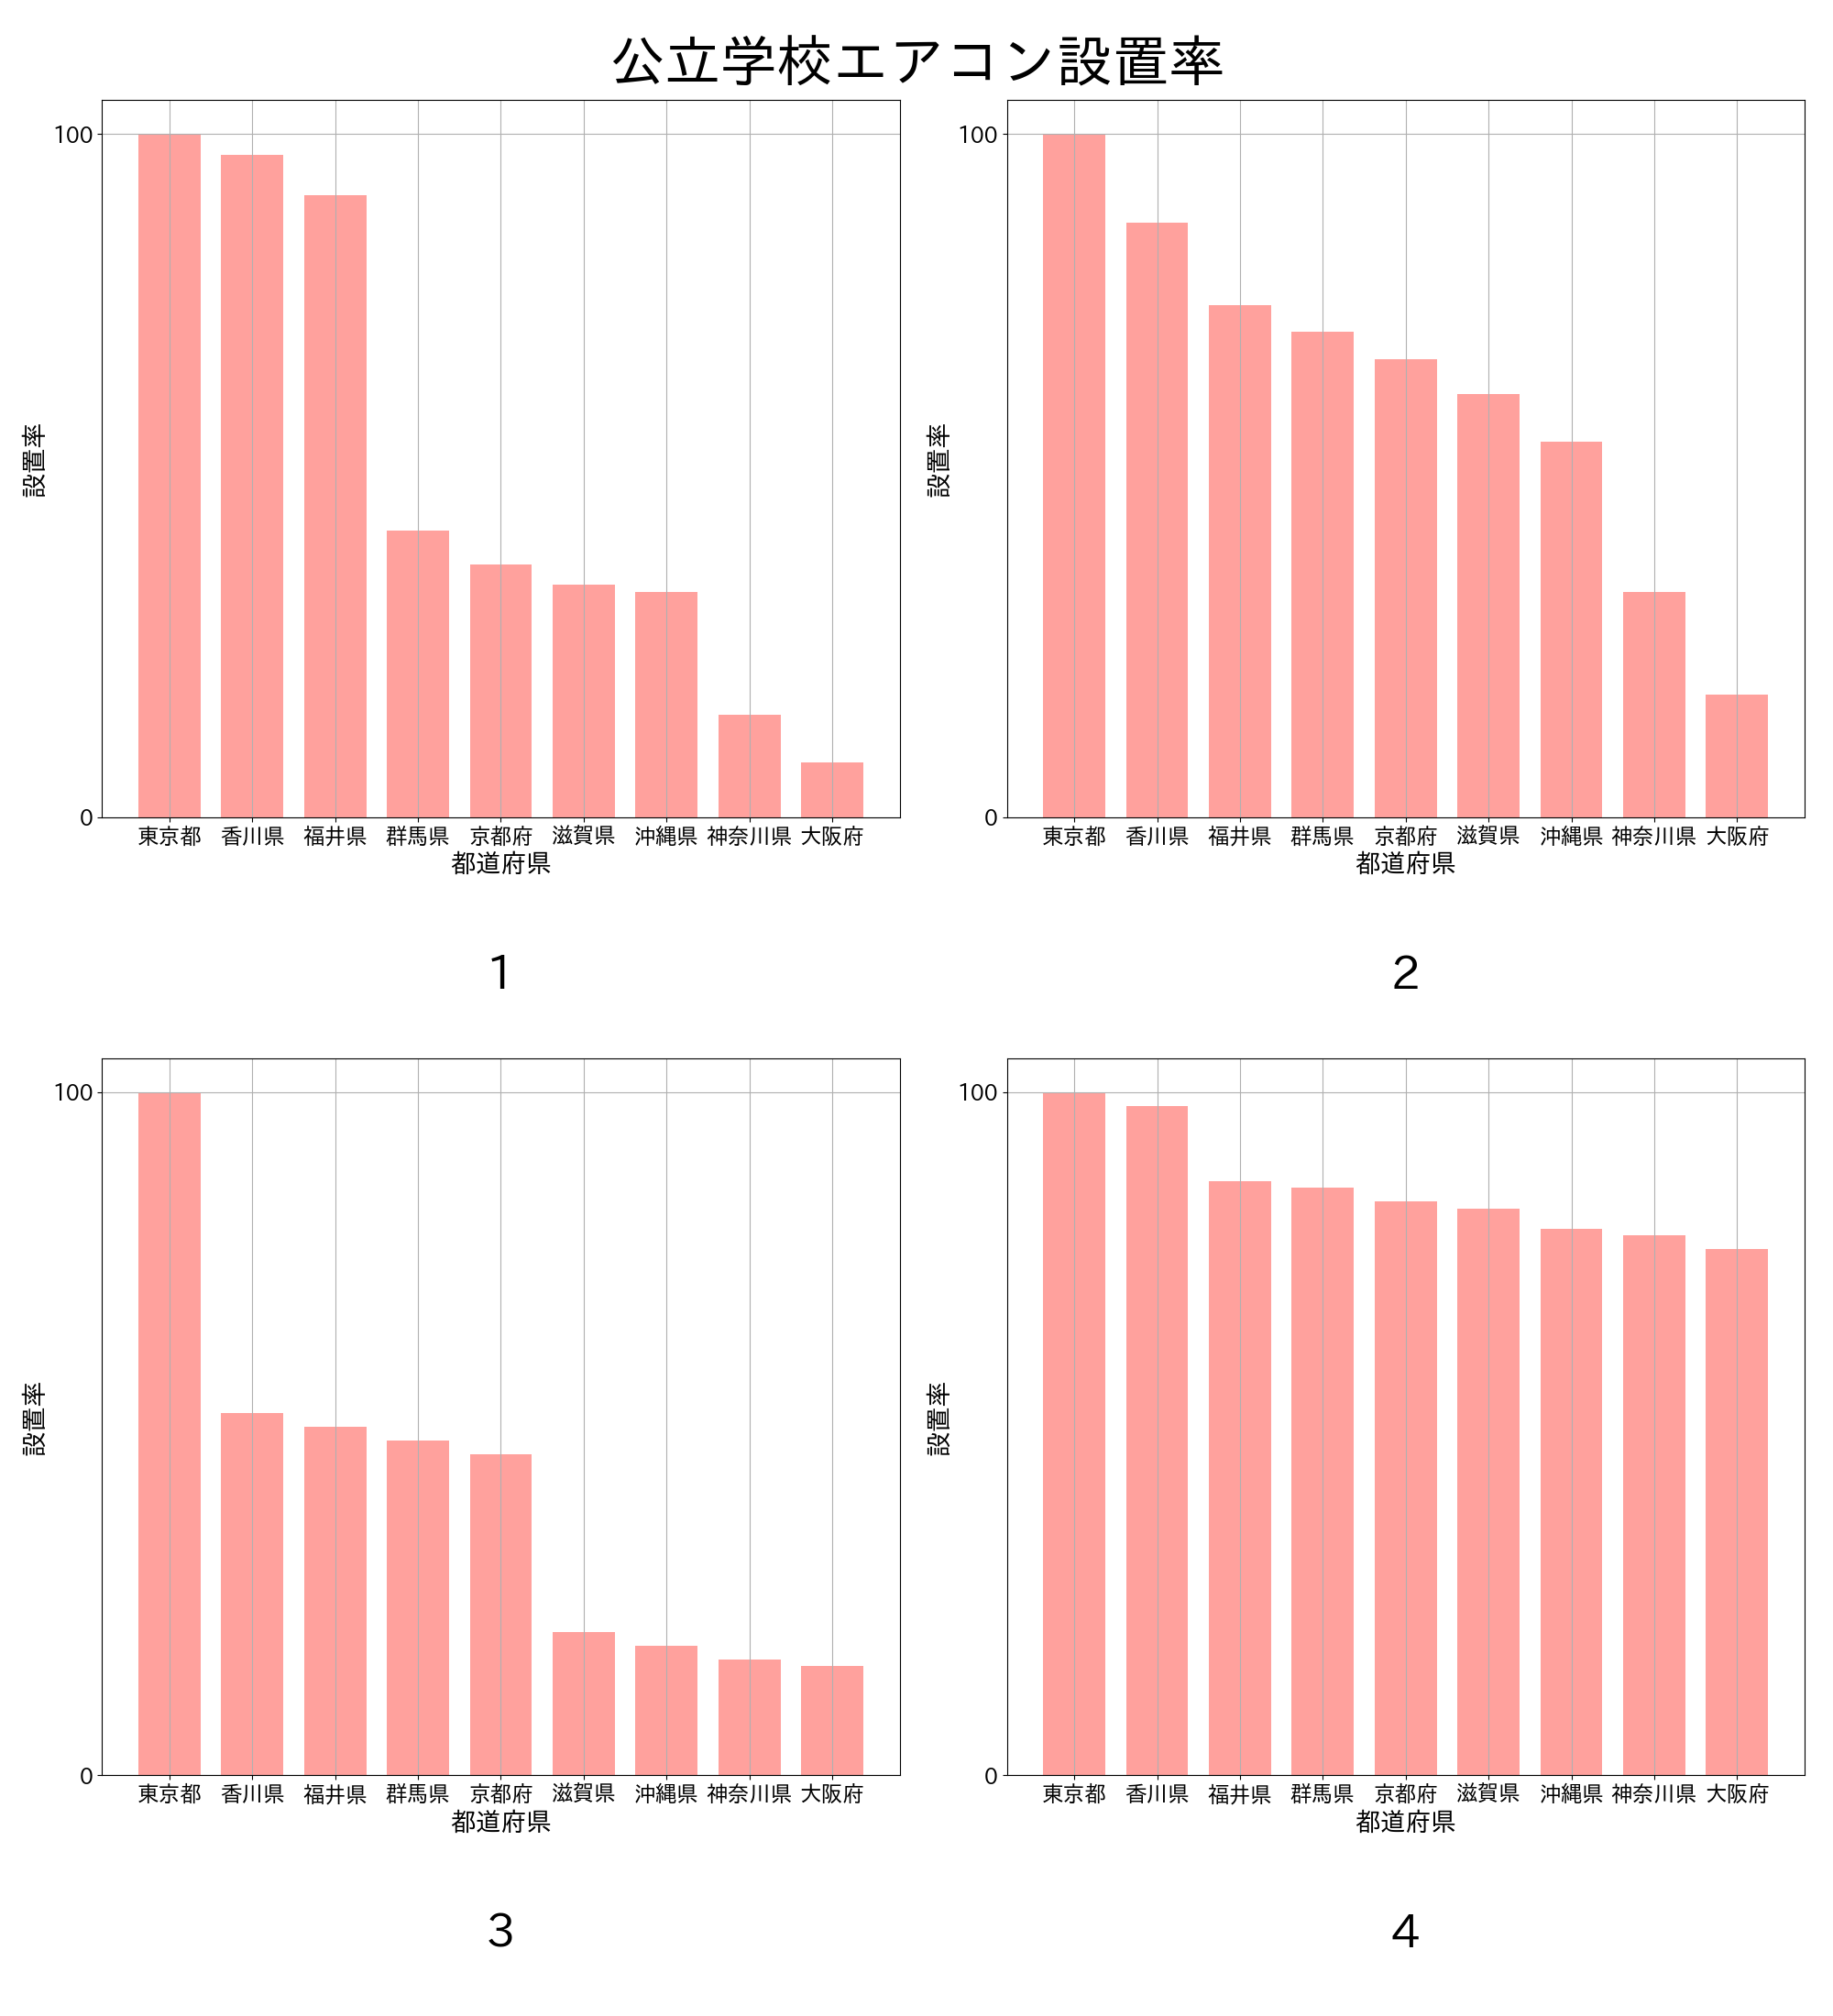 公立学校エアコン設置率
100
0
設置率
東京都 香川県 福井県 群馬県 京都府 滋賀県 沖縄県 神奈川県 大阪府
都道府県
1
100
0
設置率
東京都 香川県 福井県 群馬県 京都府 滋賀県 沖縄県 神奈川県 大阪府
都道府県
2
100
0
設置率
東京都 香川県 福井県 群馬県 京都府 滋賀県 沖縄県 神奈川県 大阪府
都道府県
3
100
0
設置率
東京都 香川県 福井県 群馬県 京都府 滋賀県 沖縄県 神奈川県 大阪府
都道府県
4